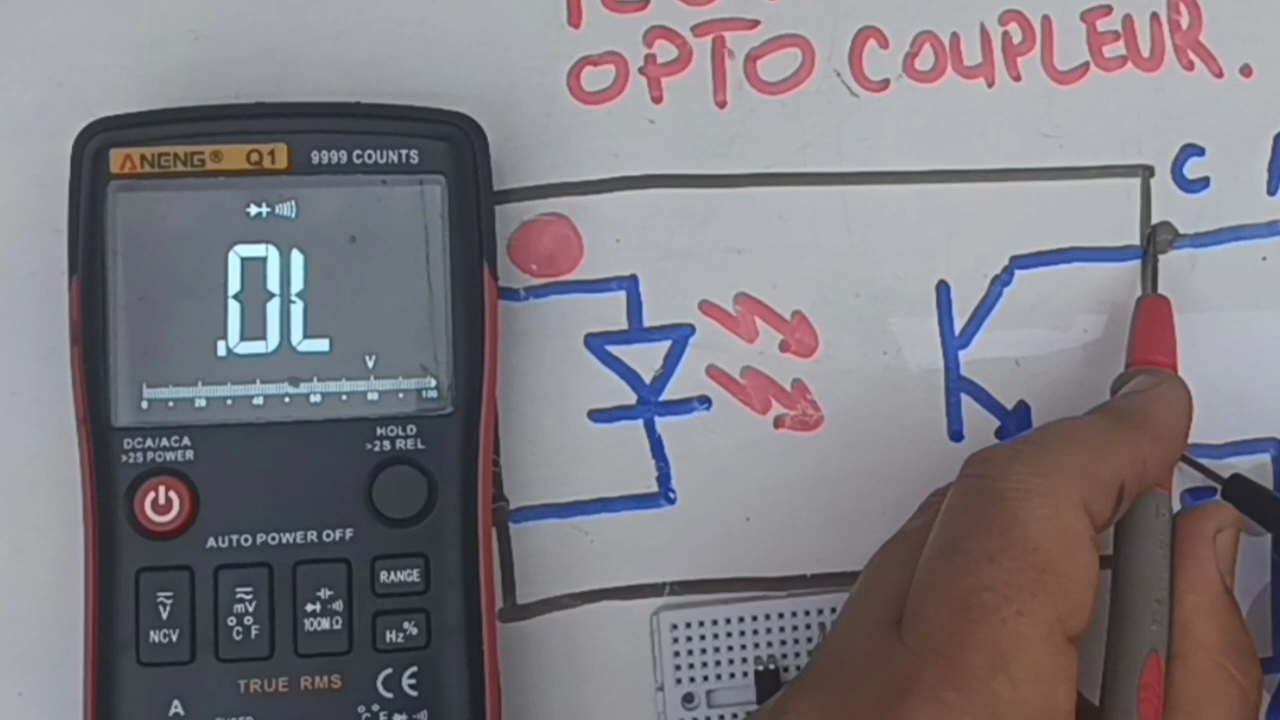 OPTO COUPLEUR.
ANENG® Q1 9999 COUNTS
C
.OL
V
0 20 40 60 80 100
DCA/ACA
>2S POWER
HOLD
>2S REL
AUTO POWER OFF
RANGE
V
NCV
mV
°C °F
100MΩ
Hz%
TRUE RMS CE
A